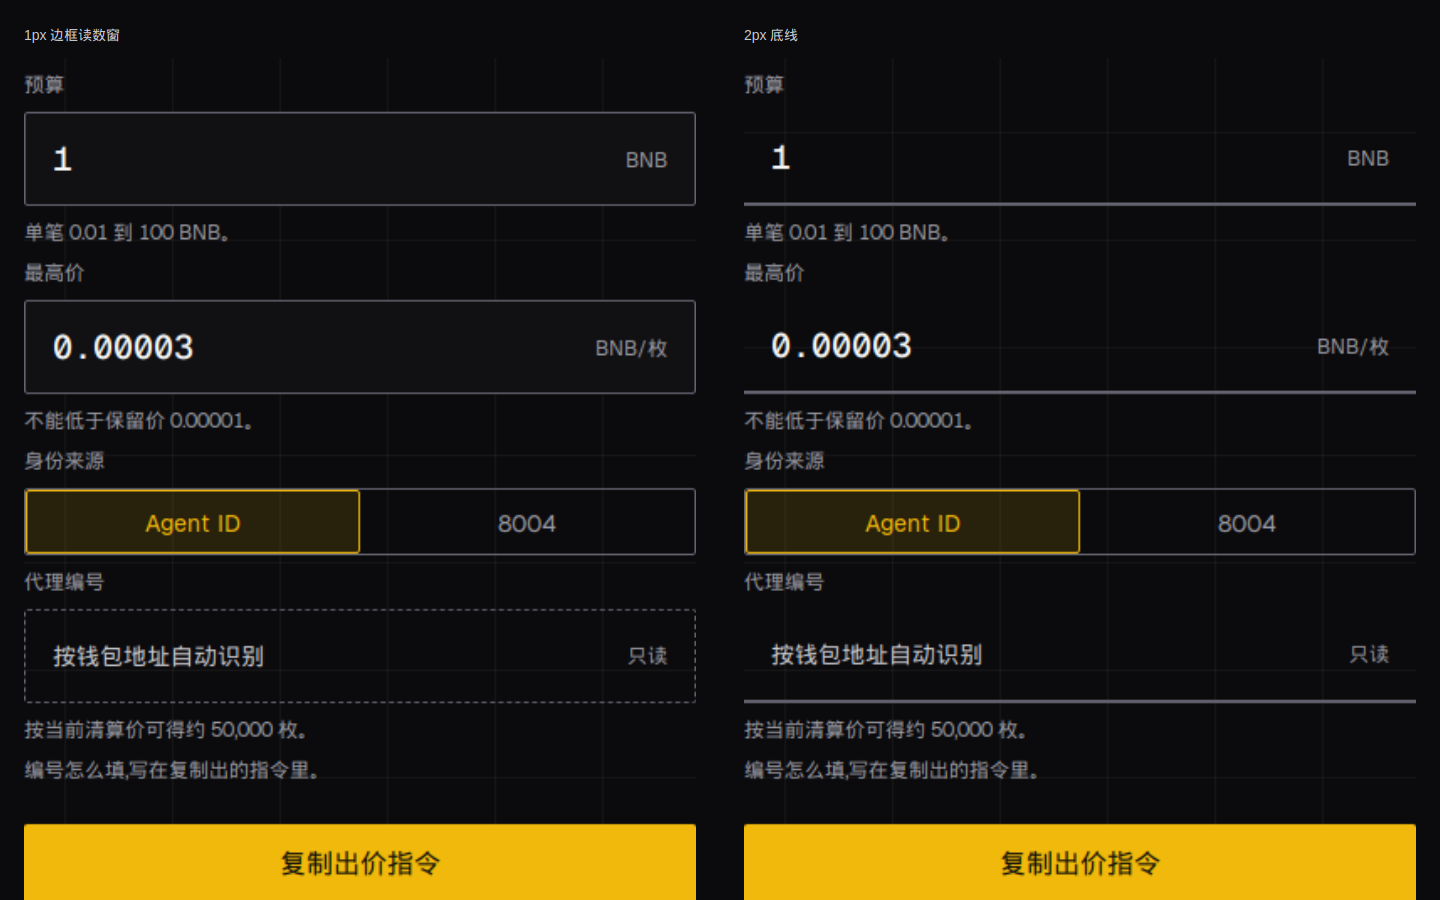 1px 边框读数窗
预算
1 BNB
单笔 0.01 到 100 BNB。
最高价
0.00003 BNB/枚
不能低于保留价 0.00001。
身份来源
Agent ID 8004
代理编号
按钱包地址自动识别 只读
按当前清算价可得约 50,000 枚。
编号怎么填,写在复制出的指令里。
复制出价指令
2px 底线
预算
1 BNB
单笔 0.01 到 100 BNB。
最高价
0.00003 BNB/枚
不能低于保留价 0.00001。
身份来源
Agent ID 8004
代理编号
按钱包地址自动识别 只读
按当前清算价可得约 50,000 枚。
编号怎么填,写在复制出的指令里。
复制出价指令